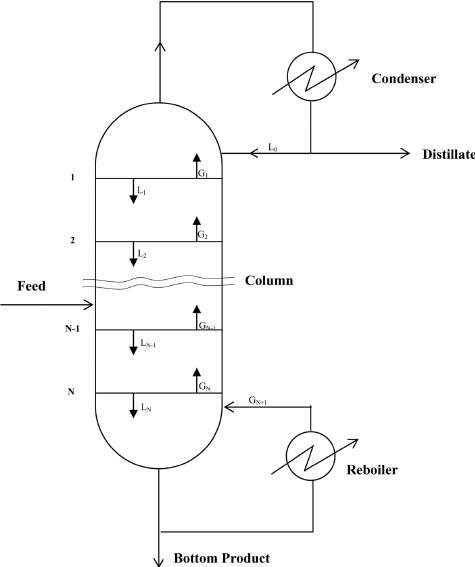 Condenser
L0
Distillate
1
G1
L1
2
G2
L2
Column
Feed
N-1
GN-1
LN-1
N
GN
LN
GN+1
Reboiler
Bottom Product